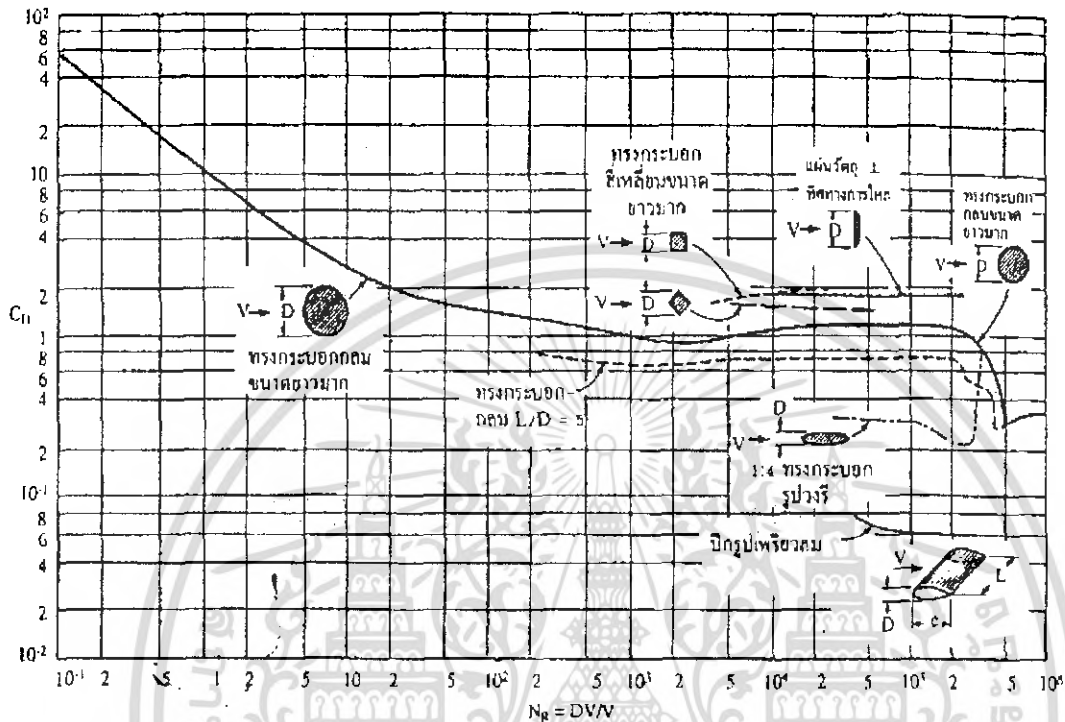 10²
8
6
4
2
10
8
6
4
2
C_D
1
8
6
4
2
10⁻¹
8
6
4
2
10⁻²
10⁻¹ 2 5 1 2 5 10 2 5 10² 2 5 10³ 2 5 10⁴ 2 5 10⁵ 2 5 10⁶
N_R = DV/V
V D
ทรงกระบอกกลม
ขนาดยาวมาก
ทรงกระบอก
สี่เหลี่ยมขนาด
ยาวมาก
V D
V D
แผ่นวัตถุ ⊥
ทิศทางการไหล
V D
ทรงกระบอก
กลมขนาด
ยาวมาก
V D
ทรงกระบอก-
กลม L/D = 5
D
V
1:4 ทรงกระบอก
รูปวงรี
ปีกรูปเพรียวลม
V
L
D
c